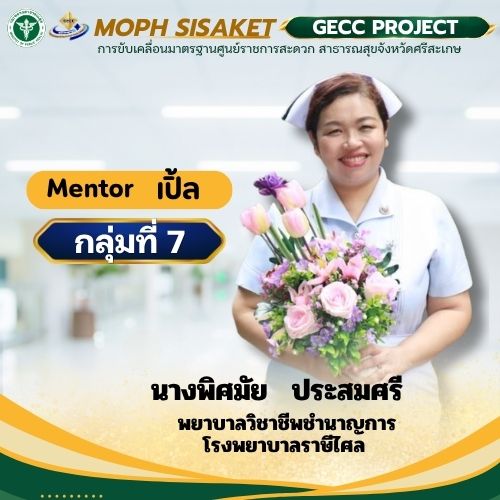 MOPH SISAKET GECC PROJECT
การขับเคลื่อนมาตรฐานศูนย์ราชการสะดวก สาธารณสุขจังหวัดศรีสะเกษ
Mentor เปิ้ล
กลุ่มที่ 7
นางพิศมัย ประสมศรี
พยาบาลวิชาชีพชำนาญการ
โรงพยาบาลราษีไศล